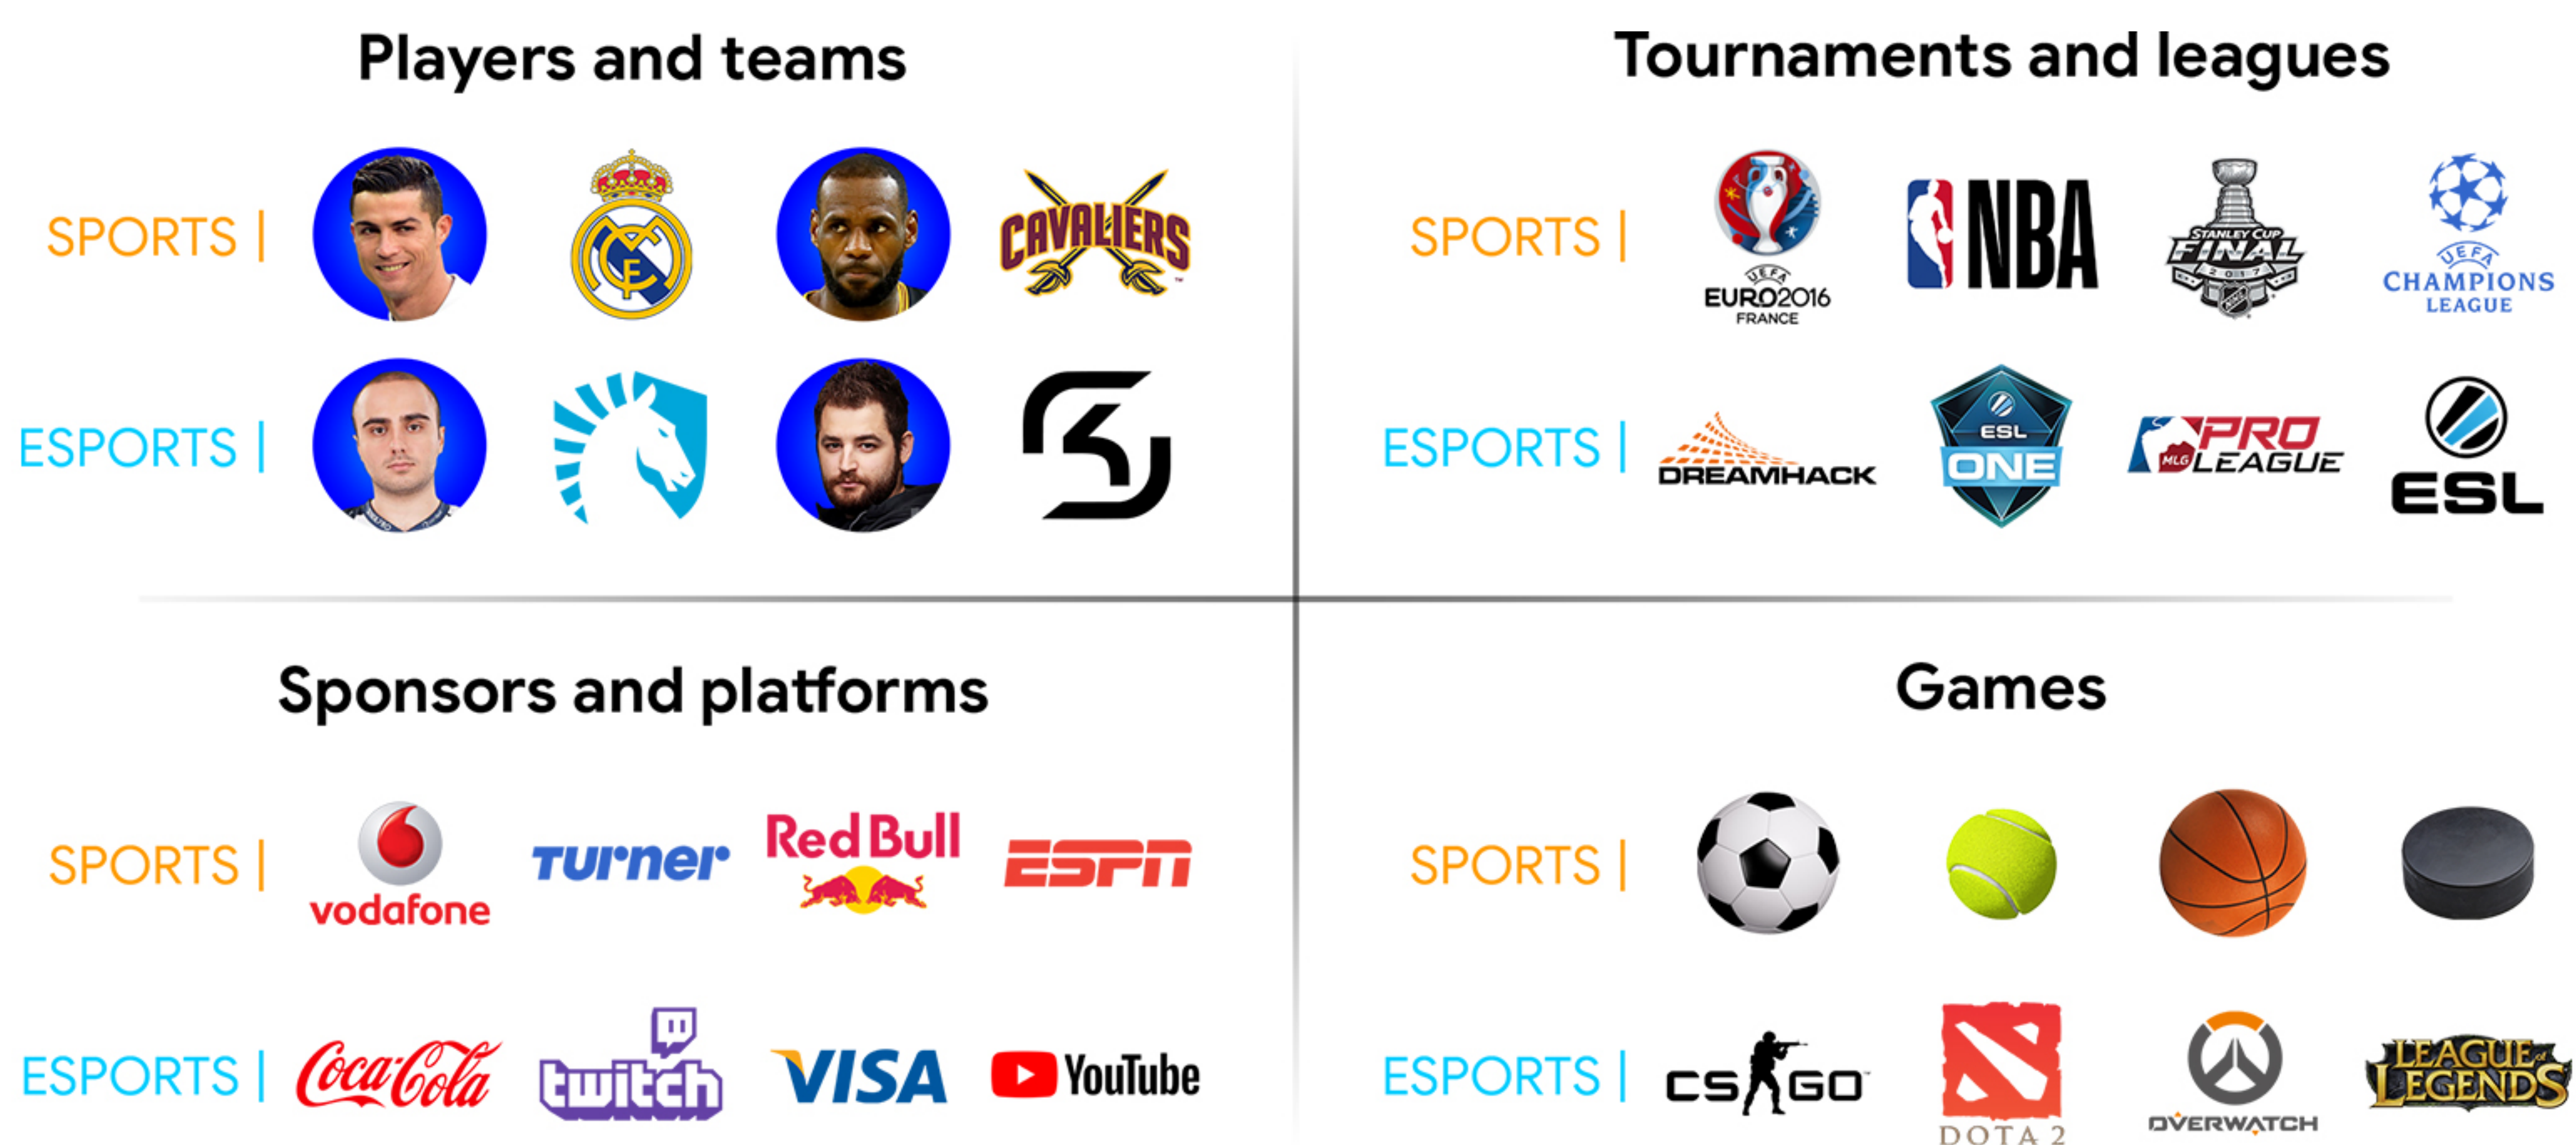 Players and teams
SPORTS
CAVALIERS
ESPORTS
Tournaments and leagues
SPORTS
UEFA
EURO2016
FRANCE
NBA
STANLEY CUP
FINAL
2017
NHL
UEFA
CHAMPIONS
LEAGUE
ESPORTS
DREAMHACK
ESL
ONE
MLG PRO
LEAGUE
ESL
Sponsors and platforms
SPORTS
vodafone
Turner
Red Bull
ESPN
ESPORTS
Coca-Cola
twitch
VISA
YouTube
Games
SPORTS
ESPORTS
CS GO
DOTA 2
OVERWATCH
LEAGUE of
LEGENDS